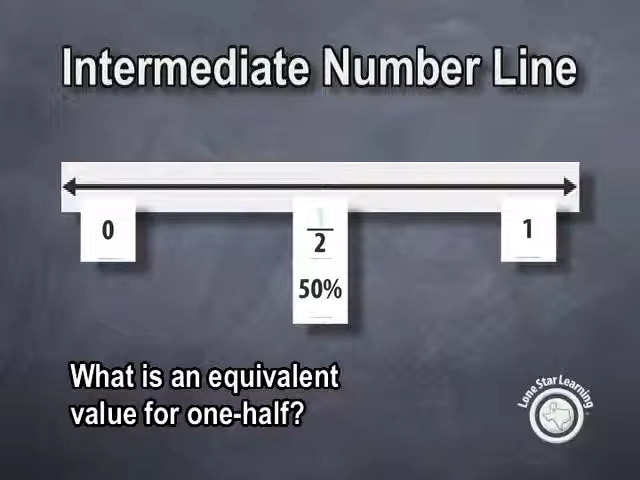 Intermediate Number Line
0
1
2
50%
1
What is an equivalent
value for one-half?
Lone Star Learning